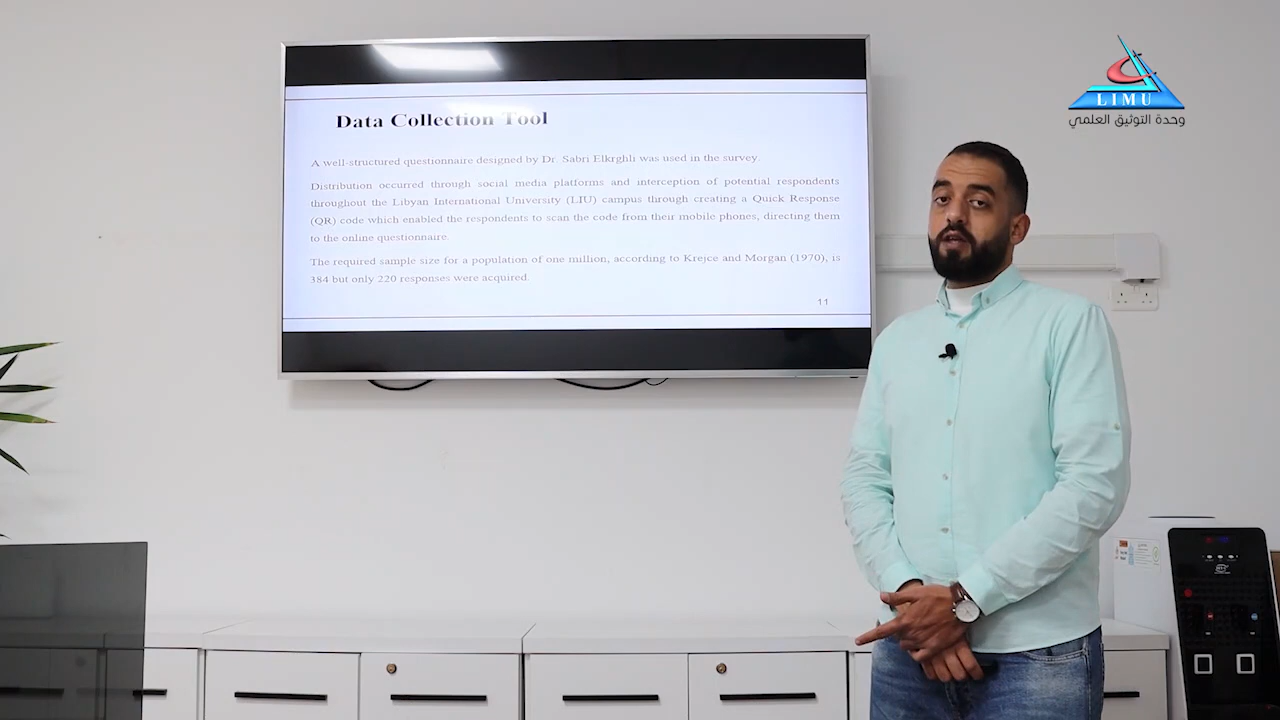 Data Collection Tool
A well-structured questionnaire designed by Dr. Sabri Elkrghli was used in the survey.
Distribution occurred through social media platforms and interception of potential respondents
throughout the Libyan International University (LIU) campus through creating a Quick Response
(QR) code which enabled the respondents to scan the code from their mobile phones, directing them
to the online questionnaire.
The required sample size for a population of one million, according to Krejce and Morgan (1970), is
384 but only 220 responses were acquired.
11
LIMU
وحدة التوثيق العلمي